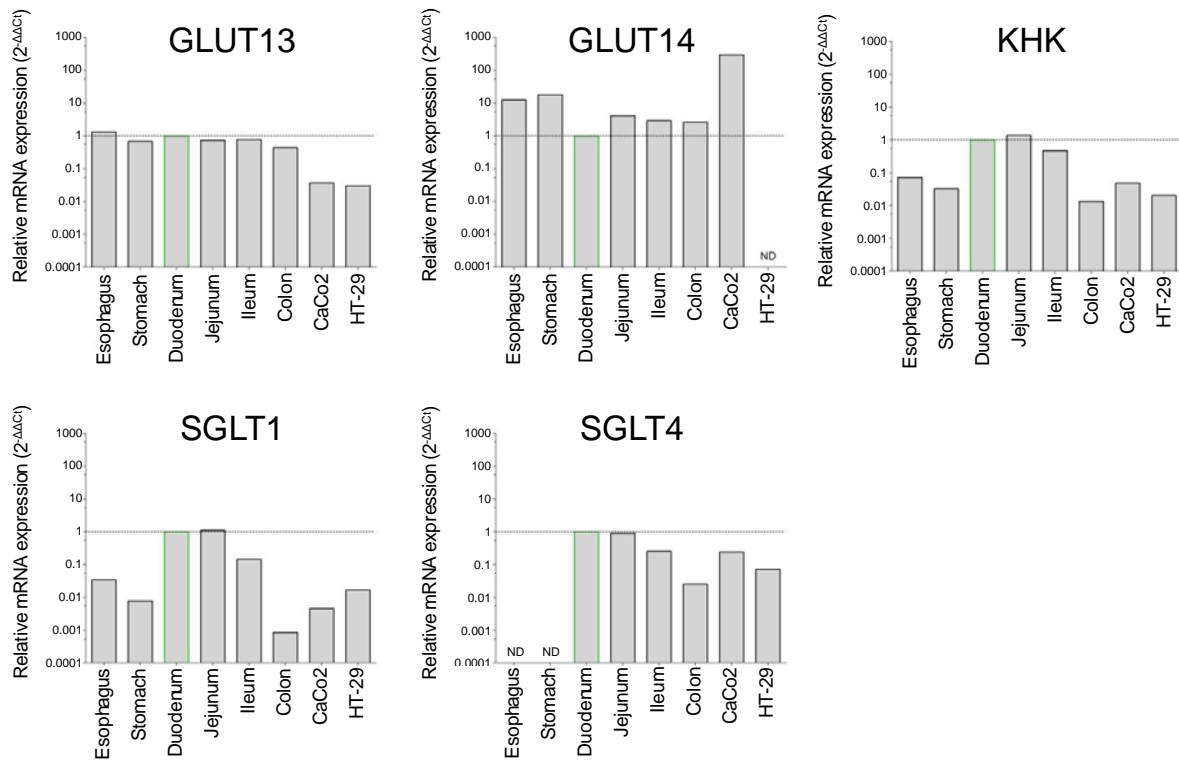 GLUT13
Relative mRNA expression (2-ΔΔCt)
1000
100
10
1
0.1
0.01
0.001
0.0001
Esophagus
Stomach
Duodenum
Jejunum
Ileum
Colon
CaCo2
HT-29
GLUT14
Relative mRNA expression (2-ΔΔCt)
1000
100
10
1
0.1
0.01
0.001
0.0001
ND
Esophagus
Stomach
Duodenum
Jejunum
Ileum
Colon
CaCo2
HT-29
KHK
Relative mRNA expression (2-ΔΔCt)
1000
100
10
1
0.1
0.01
0.001
0.0001
Esophagus
Stomach
Duodenum
Jejunum
Ileum
Colon
CaCo2
HT-29
SGLT1
Relative mRNA expression (2-ΔΔCt)
1000
100
10
1
0.1
0.01
0.001
0.0001
Esophagus
Stomach
Duodenum
Jejunum
Ileum
Colon
CaCo2
HT-29
SGLT4
Relative mRNA expression (2-ΔΔCt)
1000
100
10
1
0.1
0.01
0.001
0.0001
ND
ND
Esophagus
Stomach
Duodenum
Jejunum
Ileum
Colon
CaCo2
HT-29